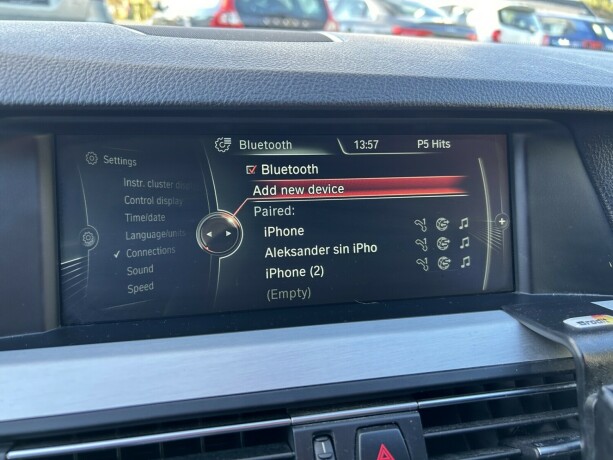 Bluetooth 13:57 P5 Hits
Settings
Bluetooth
Instr. cluster
Add new device
Control display
Paired:
Time/date
iPhone
Language/units
Aleksander sin iPho
Connections
iPhone (2)
Sound
(Empty)
Speed
1